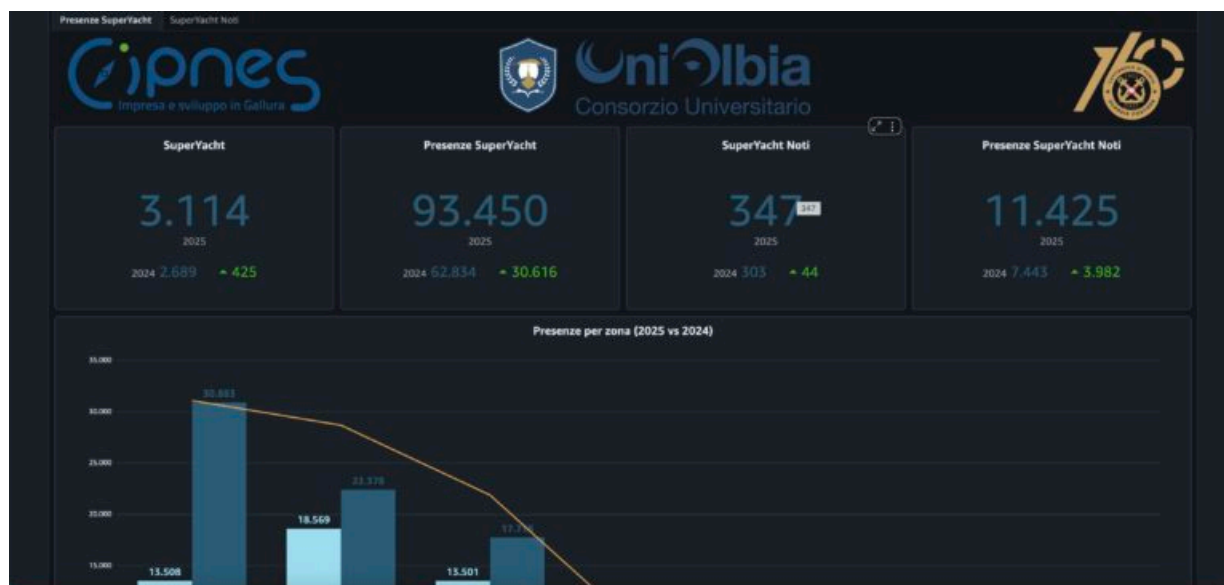 Presenze SuperYacht SuperYacht Noti
Cipnes
Impresa e sviluppo in Gallura
UniOlbia
Consorzio Universitario
160
SuperYacht
3.114
2025
2024 2.689 425
Presenze SuperYacht
93.450
2025
2024 62.834 30.616
SuperYacht Noti
347
347
2025
2024 303 44
Presenze SuperYacht Noti
11.425
2025
2024 7.443 3.982
Presenze per zona (2025 vs 2024)
35.000
30.000
25.000
20.000
15.000
13.508
18.569
13.501